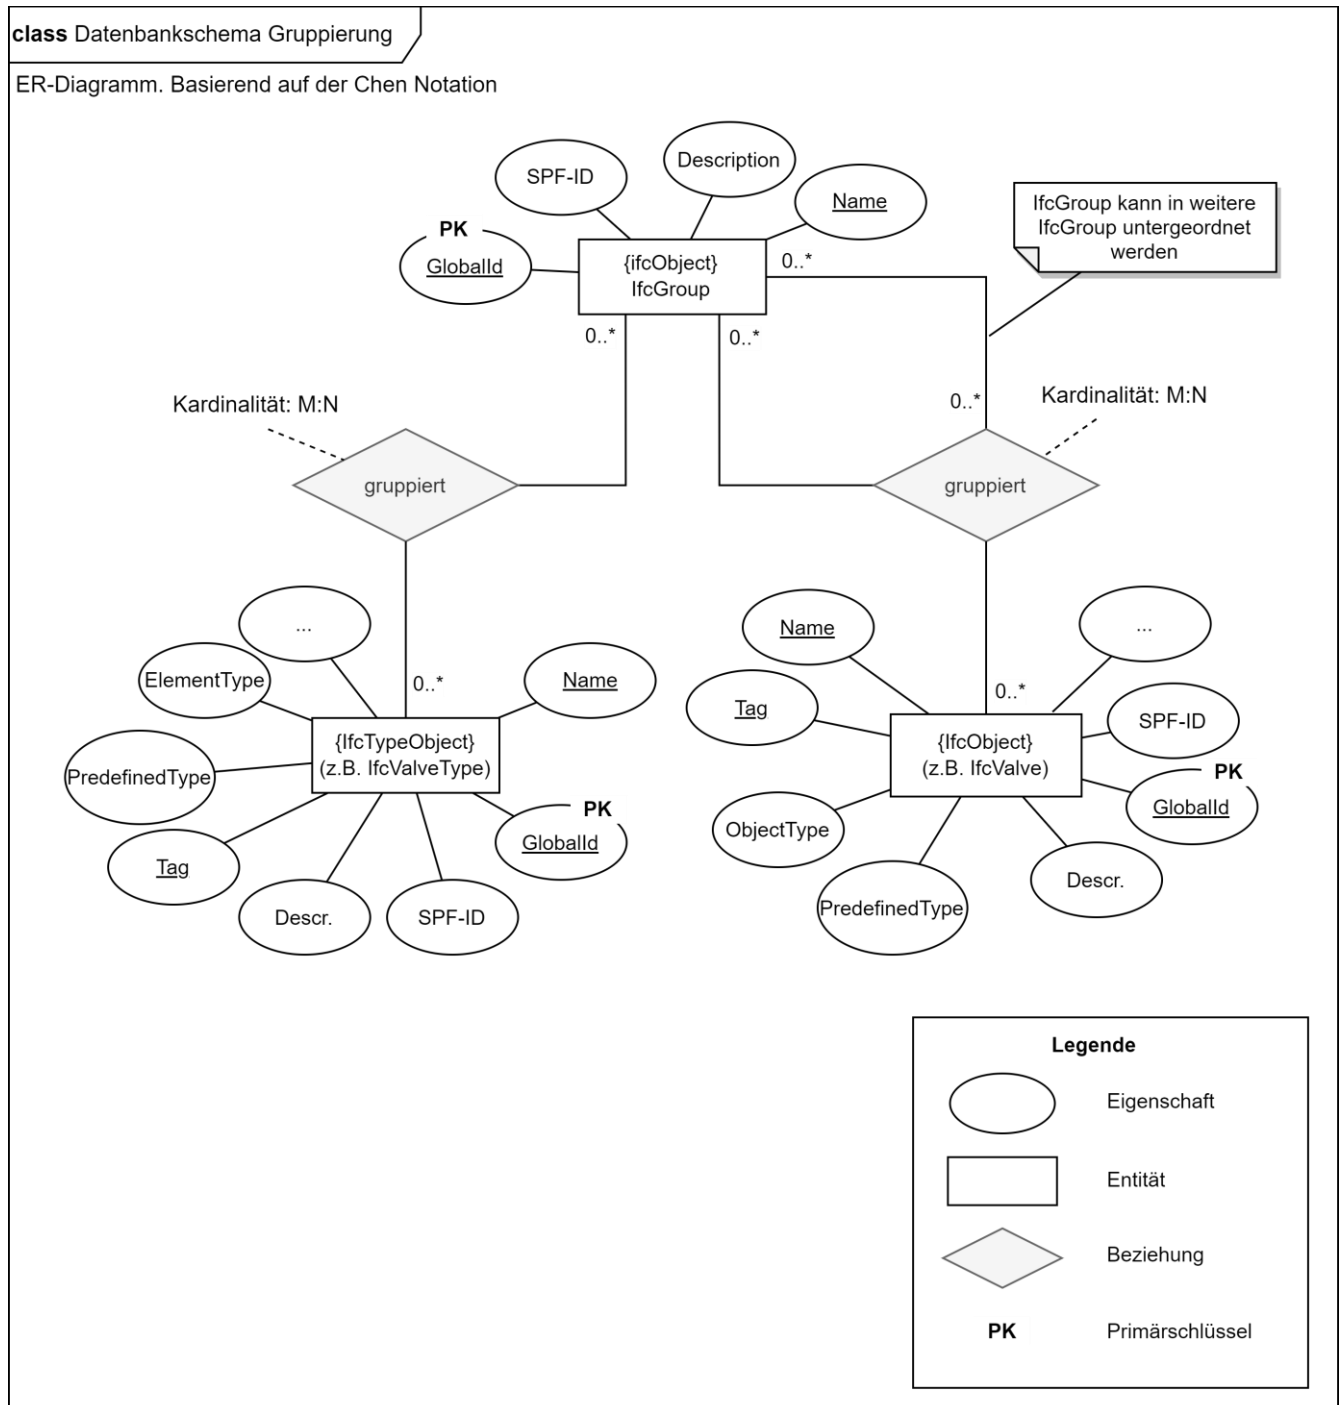 class Datenbankschema Gruppierung
ER-Diagramm. Basierend auf der Chen Notation
Description
SPF-ID
Name
PK
GlobalId
{ifcObject}
IfcGroup
0..*
IfcGroup kann in weitere
IfcGroup untergeordnet
werden
0..*
0..*
Kardinalität: M:N
0..*
Kardinalität: M:N
gruppiert
gruppiert
...
ElementType
Name
0..*
{IfcTypeObject}
(z.B. IfcValveType)
PredefinedType
PK
GlobalId
Tag
Descr.
SPF-ID
Name
...
0..*
Tag
SPF-ID
{IfcObject}
(z.B. IfcValve)
PK
GlobalId
ObjectType
Descr.
PredefinedType
Legende
Eigenschaft
Entität
Beziehung
PK Primärschlüssel